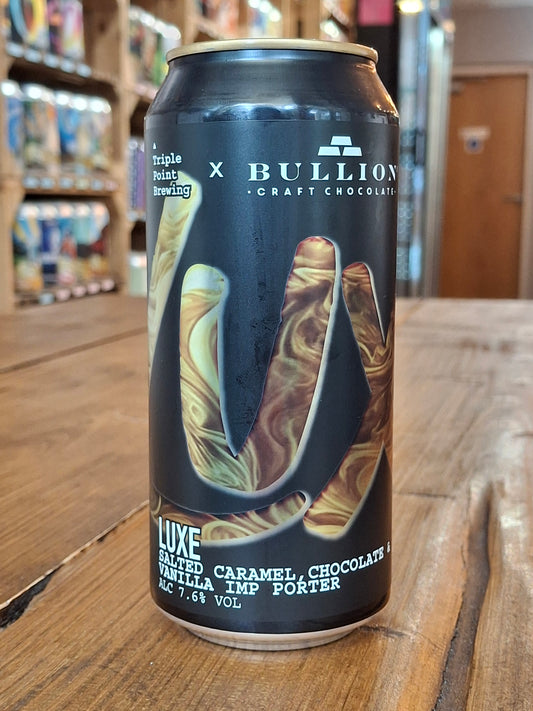 Triple
Point
Brewing
X
BULLION
·CRAFT CHOCOLATE·
LUXE
SALTED CARAMEL, CHOCOLATE &
VANILLA IMP PORTER
ALC 7.6% VOL